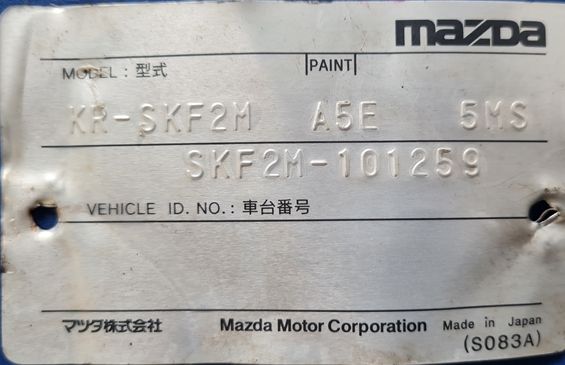 mazda
MODEL: 型式 |PAINT|
KR-SKF2M A5E 5MS
SKF2M-101259
VEHICLE ID. NO.: 車台番号
マツダ株式会社 Mazda Motor Corporation Made in Japan
(S083A)